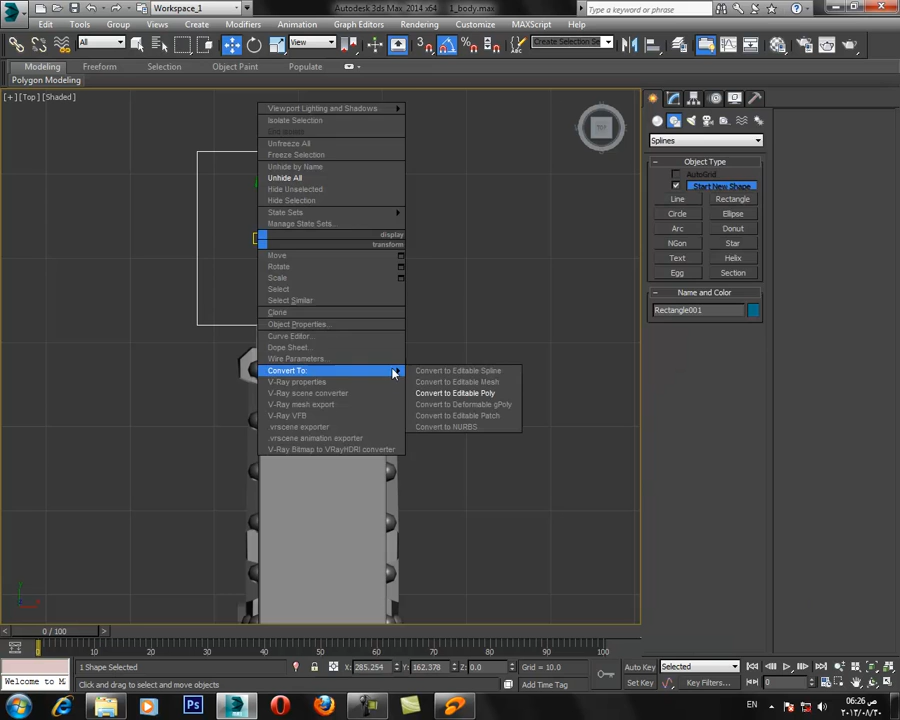 Workspace_1
Autodesk 3ds Max 2014 x64
1_body.max
Type a keyword or phrase
Edit Tools Group Views Create Modifiers Animation Graph Editors Rendering Customize MAXScript Help
All
View
Create Selection Se
Modeling Freeform Selection Object Paint Populate
Polygon Modeling
[+] [Top] [Shaded]
TOP
Viewport Lighting and Shadows
Isolate Selection
Unfreeze All
Freeze Selection
Unhide by Name
Unhide All
Hide Unselected
Hide Selection
State Sets
Manage State Sets...
display
transform
Move
Rotate
Scale
Select
Select Similar
Clone
Object Properties...
Curve Editor...
Dope Sheet...
Wire Parameters...
Convert To:
V-Ray properties
V-Ray scene converter
V-Ray mesh export
V-Ray VFB
.vrscene exporter
.vrscene animation exporter
V-Ray Bitmap to VRayHDRI converter
Convert to Editable Spline
Convert to Editable Mesh
Convert to Editable Poly
Convert to Deformable gPoly
Convert to Editable Patch
Convert to NURBS
Splines
Object Type
AutoGrid
Start New Shape
Line Rectangle
Circle Ellipse
Arc Donut
NGon Star
Text Helix
Egg Section
Name and Color
Rectangle001
0 / 100
0 10 20 30 40 50 60 70 80 90 100
1 Shape Selected
X: 285.254 Y: 162.378 Z: 0.0 Grid = 10.0
Auto Key Selected
Welcome to M
Click and drag to select and move objects
Add Time Tag
Set Key Key Filters... 0
Ps
EN
06:26 ص
٢٠١٣/٠٨/٢٠